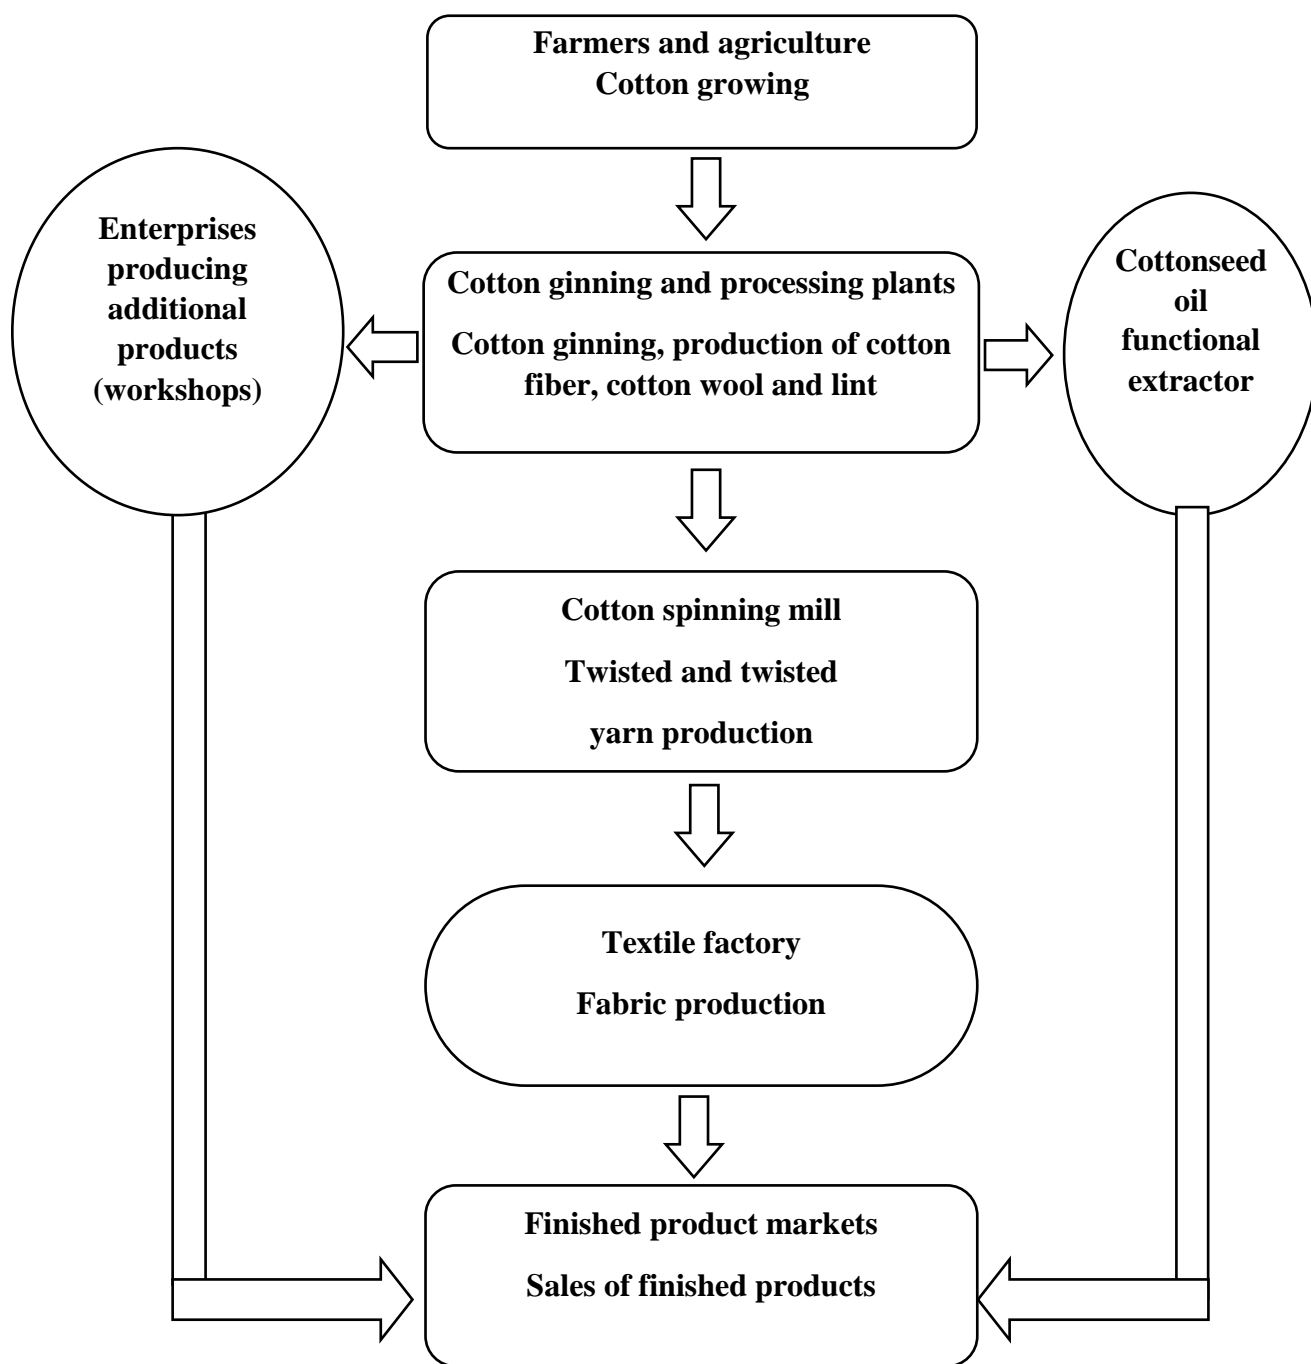 Farmers and agriculture
Cotton growing
Enterprises
producing
additional
products
(workshops)
Cotton ginning and processing plants
Cotton ginning, production of cotton
fiber, cotton wool and lint
Cottonseed
oil
functional
extractor
Cotton spinning mill
Twisted and twisted
yarn production
Textile factory
Fabric production
Finished product markets
Sales of finished products